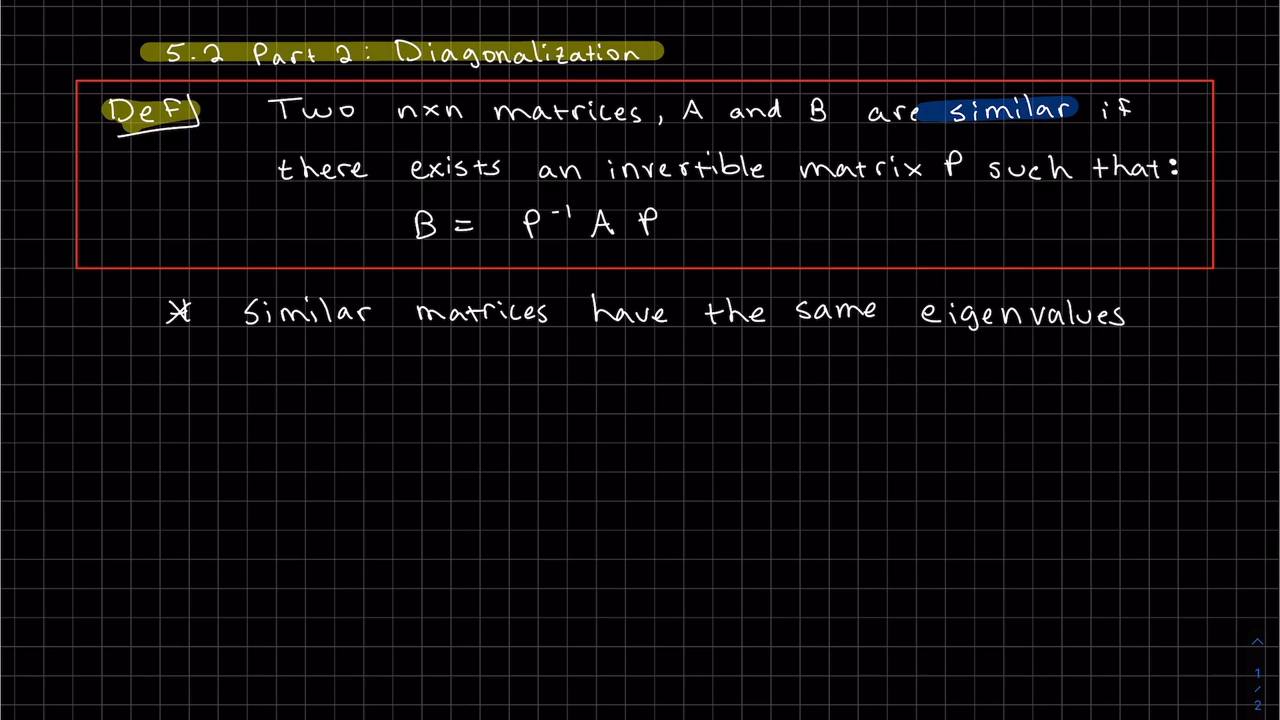 5.2 Part 2: Diagonalization
Def) Two n×n matrices, A and B are similar if
there exists an invertible matrix P such that:
B = P⁻¹ A P
* similar matrices have the same eigenvalues
1
/
2